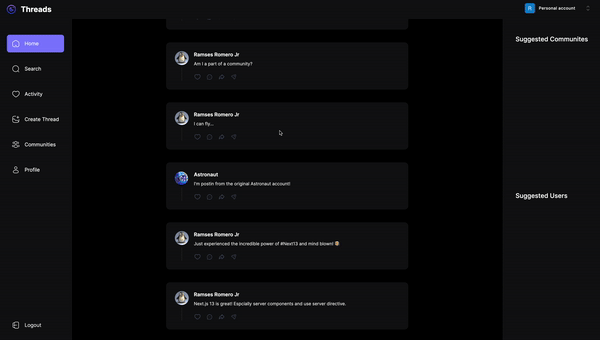 Threads
R Personal account
Home
Search
Activity
Create Thread
Communities
Profile
Logout
Ramses Romero Jr
Am I a part of a community?
Ramses Romero Jr
I can fly...
Astronaut
I'm postin from the original Astronaut account!
Ramses Romero Jr
Just experienced the incredible power of #Next13 and mind blown! 🤯
Ramses Romero Jr
Next.js 13 is great! Espcially server components and use server directive.
Suggested Communites
Suggested Users